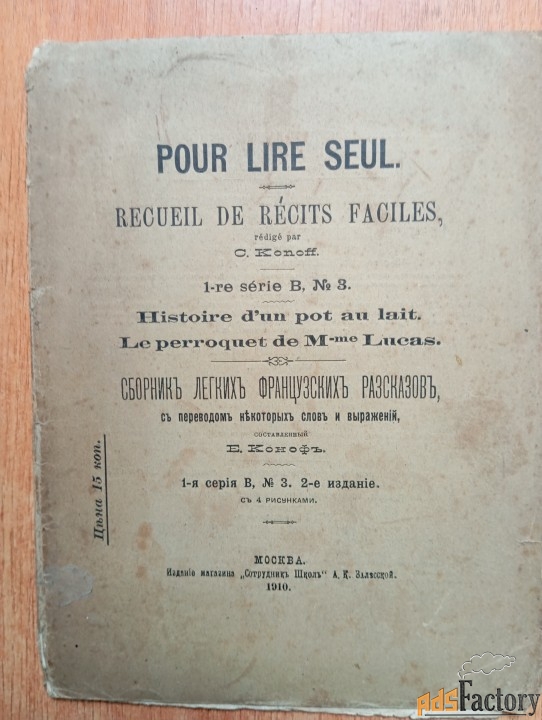 POUR LIRE SEUL.
RECUEIL DE RÉCITS FACILES,
rédigé par
C. Konoff.
1-re série B, № 3.
Histoire d'un pot au lait.
Le perroquet de M-me Lucas.
СБОРНИКЪ ЛЕГКИХЪ ФРАНЦУЗСКИХЪ РАЗСКАЗОВЪ,
съ переводомъ нѣкоторыхъ словъ и выраженій,
СОСТАВЛЕННЫЙ
Е. Конофъ.
1-я серія В, № 3. 2-е изданіе.
СЪ 4 РИСУНКАМИ.
Цѣна 15 коп.
МОСКВА.
Изданіе магазина „Сотрудникъ Школъ" А. К. Залѣсской.
1910.
adsFactory